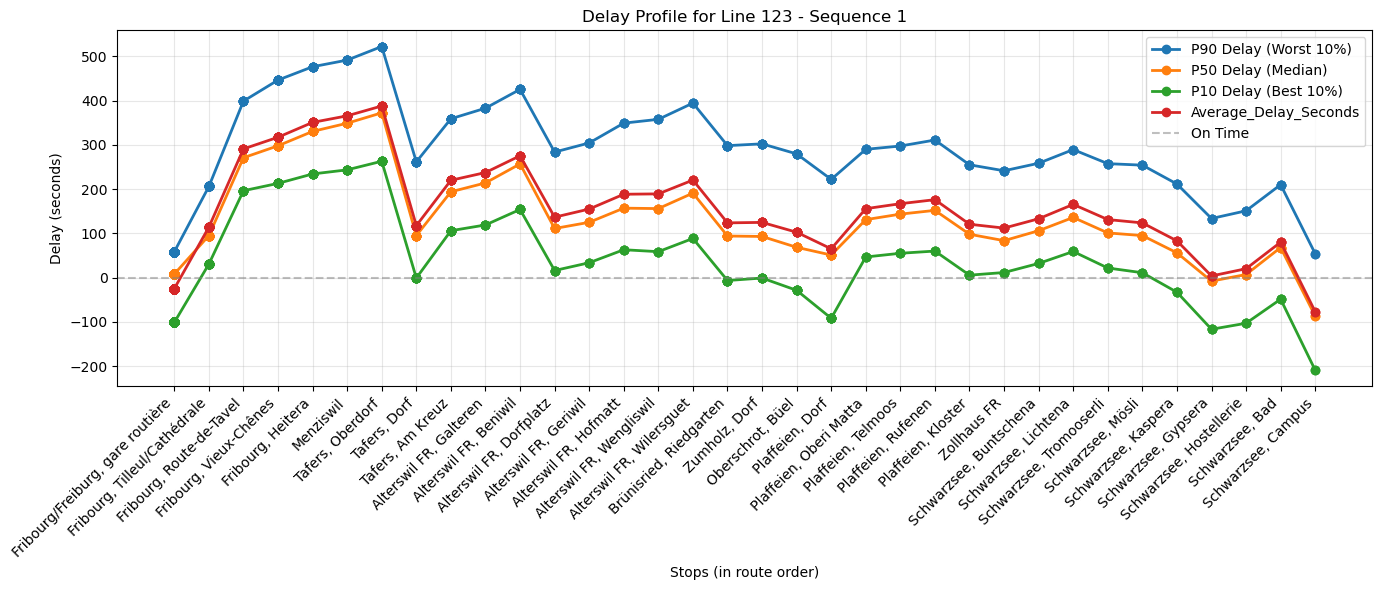 Delay Profile for Line 123 - Sequence 1
Delay (seconds)
500
400
300
200
100
0
−100
−200
P90 Delay (Worst 10%)
P50 Delay (Median)
P10 Delay (Best 10%)
Average_Delay_Seconds
On Time
Fribourg/Freiburg, gare routière
Fribourg, Tilleul/Cathédrale
Fribourg, Route-de-Tavel
Fribourg, Vieux-Chênes
Fribourg, Heitera
Menziswil
Tafers, Oberdorf
Tafers, Dorf
Tafers, Am Kreuz
Alterswil FR, Galteren
Alterswil FR, Beniwil
Alterswil FR, Dorfplatz
Alterswil FR, Geriwil
Alterswil FR, Hofmatt
Alterswil FR, Wengliswil
Alterswil FR, Wilersguet
Brünisried, Riedgarten
Zumholz, Dorf
Oberschrot, Büel
Plaffeien, Dorf
Plaffeien, Oberi Matta
Plaffeien, Telmoos
Plaffeien, Rufenen
Plaffeien, Kloster
Zollhaus FR
Schwarzsee, Buntschena
Schwarzsee, Lichtena
Schwarzsee, Tromooserli
Schwarzsee, Mösli
Schwarzsee, Kaspera
Schwarzsee, Gypsera
Schwarzsee, Hostellerie
Schwarzsee, Bad
Schwarzsee, Campus
Stops (in route order)